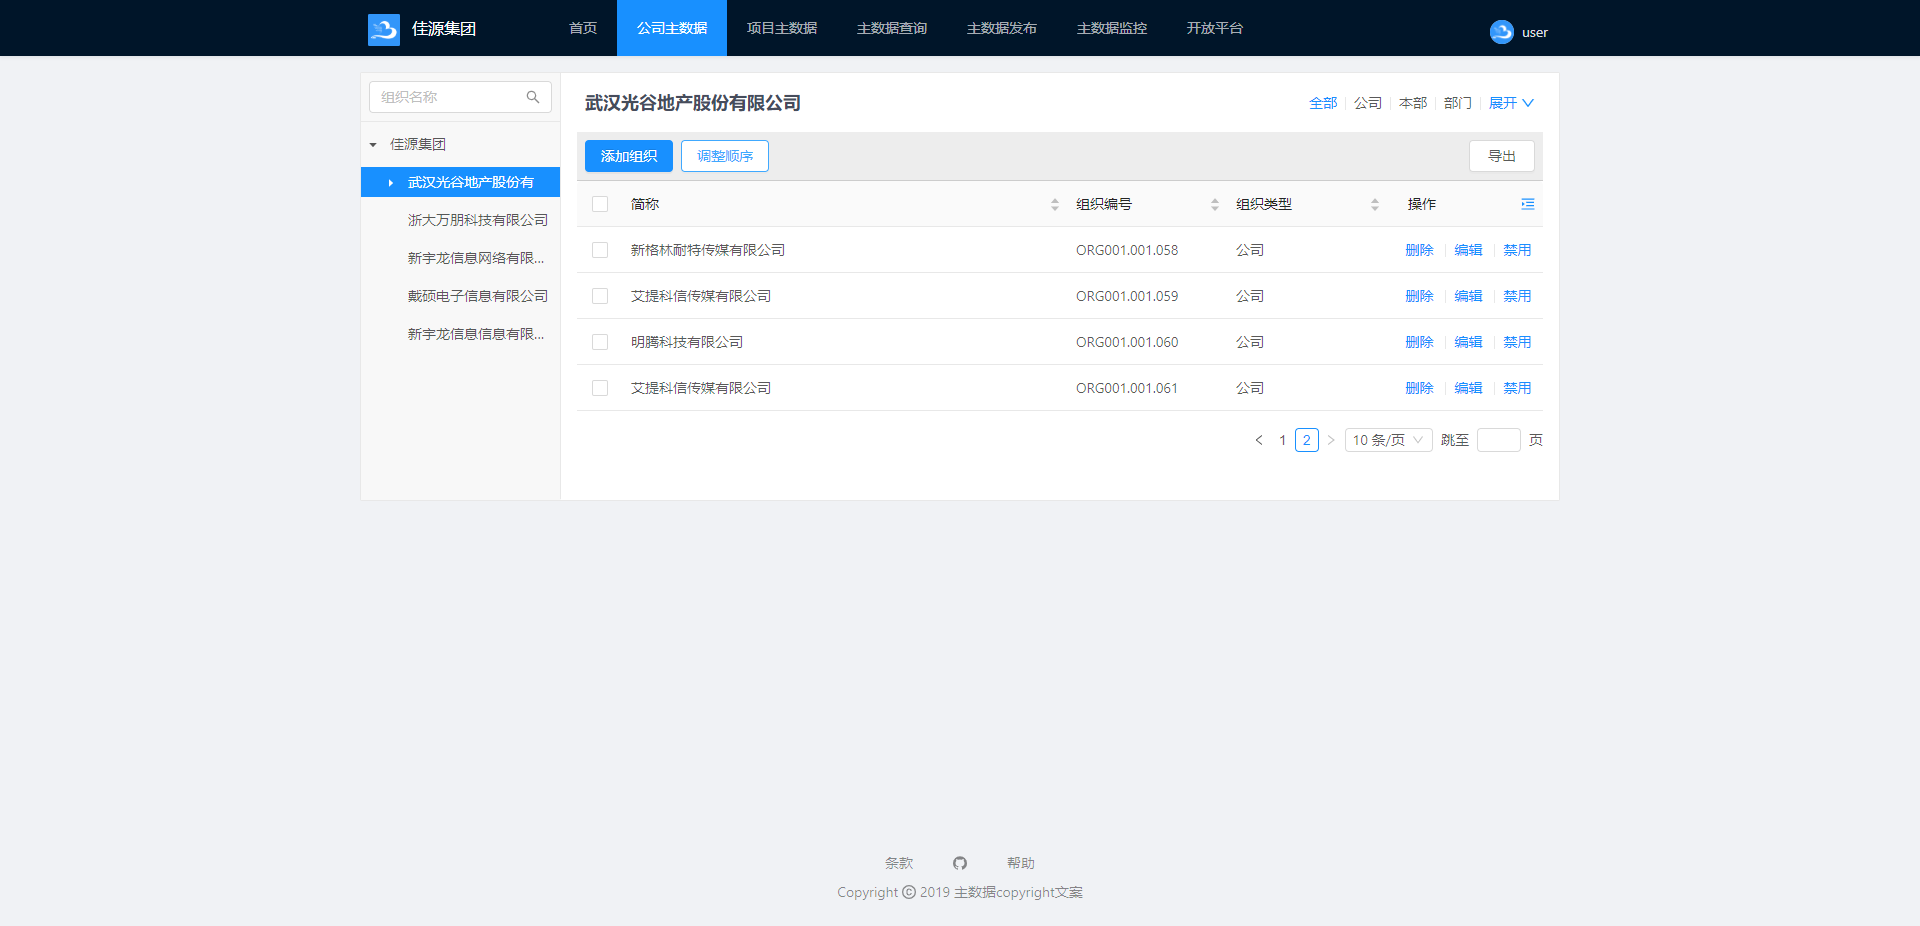 佳源集团 首页 公司主数据 项目主数据 主数据查询 主数据发布 主数据监控 开放平台 user
组织名称
佳源集团
武汉光谷地产股份有
浙大万朋科技有限公司
新宇龙信息网络有限...
戴硕电子信息有限公司
新宇龙信息信息有限...
武汉光谷地产股份有限公司 全部 公司 本部 部门 展开
添加组织 调整顺序 导出
简称 组织编号 组织类型 操作
新格林耐特传媒有限公司 ORG001.001.058 公司 删除 编辑 禁用
艾提科信传媒有限公司 ORG001.001.059 公司 删除 编辑 禁用
明腾科技有限公司 ORG001.001.060 公司 删除 编辑 禁用
艾提科信传媒有限公司 ORG001.001.061 公司 删除 编辑 禁用
< 1 2 > 10 条/页 跳至 页
条款 帮助
Copyright © 2019 主数据copyright文案